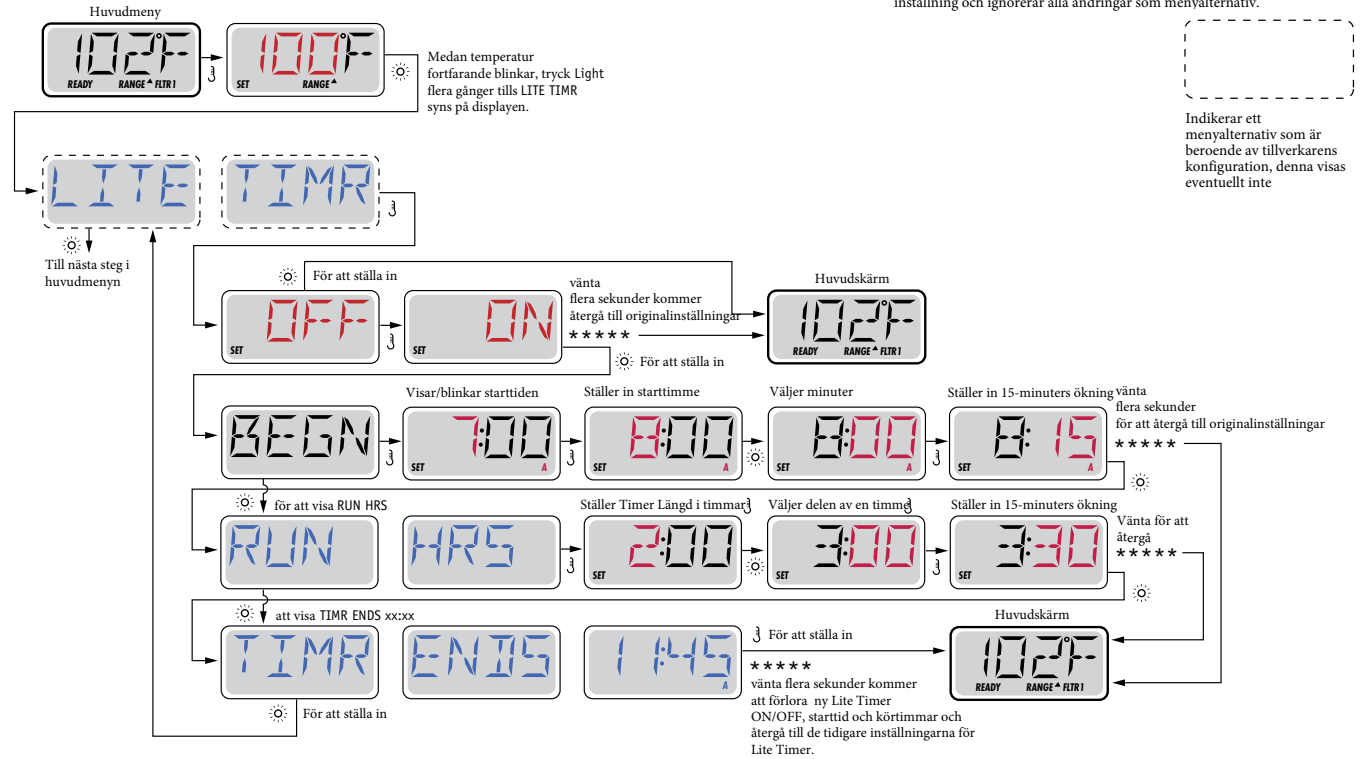 inställning och ignorerar alla ändringar som menyalternativ.
Huvudmeny
102°F
READY RANGE FLTR1
100°F
SET RANGE
Medan temperatur
fortfarande blinkar, tryck Light
flera gånger tills LITE TIMR
syns på displayen.
Indikerar ett
menyalternativ som är
beroende av tillverkarens
konfiguration, denna visas
eventuellt inte
LITE
TIMR
Till nästa steg i
huvudmenyn
För att ställa in
OFF
SET
ON
SET
vänta
flera sekunder kommer
återgå till originalinställningar
*****
Huvudskärm
102°F
READY RANGE FLTR1
För att ställa in
BEGN
Visar/blinkar starttiden
7:00
SET A
Ställer in starttimme
8:00
SET A
Väljer minuter
8:00
SET A
Ställer in 15-minuters ökning
8:15
SET A
vänta
flera sekunder
för att återgå till originalinställningar
*****
för att visa RUN HRS
RUN
HRS
Ställer Timer Längd i timmar
2:00
SET
Väljer delen av en timme
3:00
SET
Ställer in 15-minuters ökning
3:30
SET
Vänta för att
återgå
*****
att visa TIMR ENDS xx:xx
TIMR
ENDS
11:45
A
För att ställa in
*****
vänta flera sekunder kommer
att förlora ny Lite Timer
ON/OFF, starttid och körtimmar och
återgå till de tidigare inställningarna för
Lite Timer.
Huvudskärm
102°F
READY RANGE FLTR1
För att ställa in